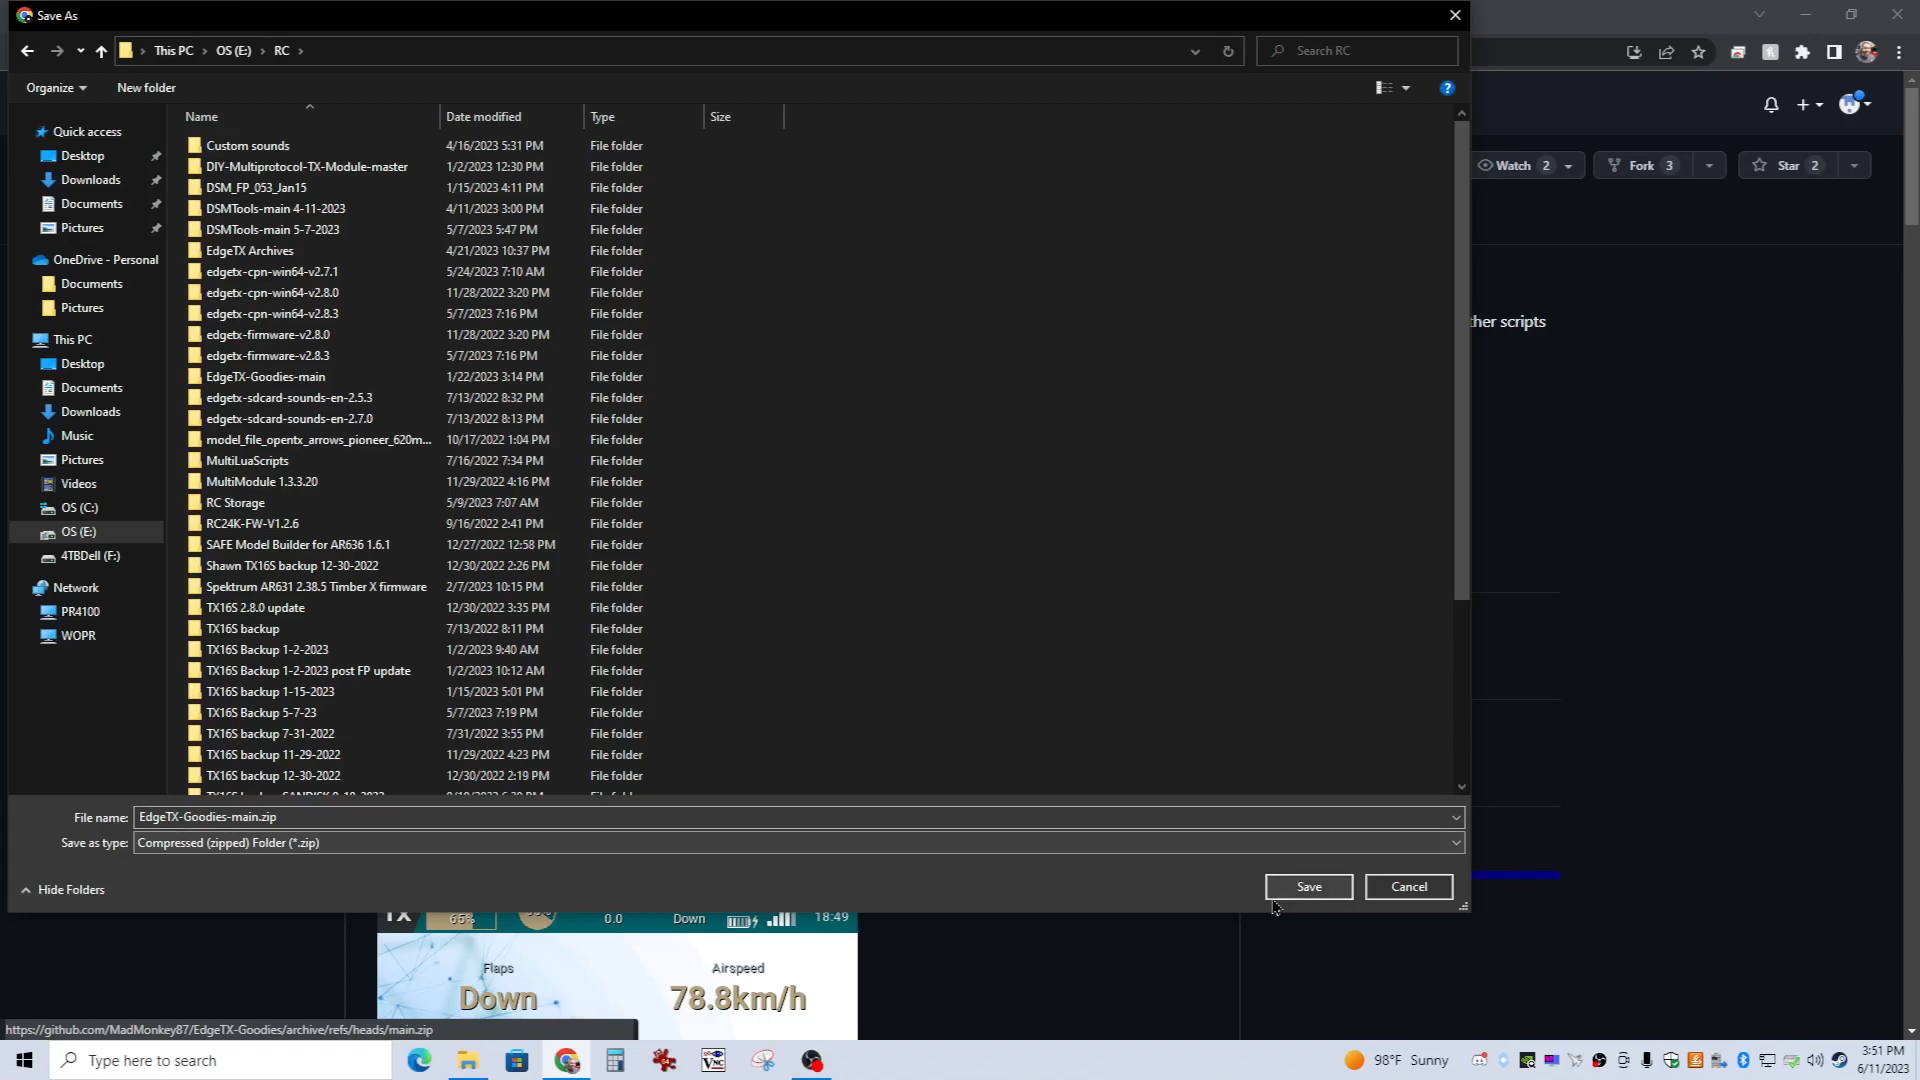 Save As
This PC
OS (E:)
RC
Search RC
Organize
New folder
Name
Date modified
Type
Size
Quick access
Desktop
Downloads
Documents
Pictures
OneDrive - Personal
Documents
Pictures
This PC
Desktop
Documents
Downloads
Music
Pictures
Videos
OS (C:)
OS (E:)
4TBDell (F:)
Network
PR4100
WOPR
Custom sounds 4/16/2023 5:31 PM File folder
DIY-Multiprotocol-TX-Module-master 1/2/2023 12:30 PM File folder
DSM_FP_053_Jan15 1/15/2023 4:11 PM File folder
DSMTools-main 4-11-2023 4/11/2023 3:00 PM File folder
DSMTools-main 5-7-2023 5/7/2023 5:47 PM File folder
EdgeTX Archives 4/21/2023 10:37 PM File folder
edgetx-cpn-win64-v2.7.1 5/24/2023 7:10 AM File folder
edgetx-cpn-win64-v2.8.0 11/28/2022 3:20 PM File folder
edgetx-cpn-win64-v2.8.3 5/7/2023 7:16 PM File folder
edgetx-firmware-v2.8.0 11/28/2022 3:20 PM File folder
edgetx-firmware-v2.8.3 5/7/2023 7:16 PM File folder
EdgeTX-Goodies-main 1/22/2023 3:14 PM File folder
edgetx-sdcard-sounds-en-2.5.3 7/13/2022 8:32 PM File folder
edgetx-sdcard-sounds-en-2.7.0 7/13/2022 8:13 PM File folder
model_file_opentx_arrows_pioneer_620m... 10/17/2022 1:04 PM File folder
MultiLuaScripts 7/16/2022 7:34 PM File folder
MultiModule 1.3.3.20 11/29/2022 4:16 PM File folder
RC Storage 5/9/2023 7:07 AM File folder
RC24K-FW-V1.2.6 9/16/2022 2:41 PM File folder
SAFE Model Builder for AR636 1.6.1 12/27/2022 12:58 PM File folder
Shawn TX16S backup 12-30-2022 12/30/2022 2:26 PM File folder
Spektrum AR631 2.38.5 Timber X firmware 2/7/2023 10:15 PM File folder
TX16S 2.8.0 update 12/30/2022 3:35 PM File folder
TX16S backup 7/13/2022 8:11 PM File folder
TX16S Backup 1-2-2023 1/2/2023 9:40 AM File folder
TX16S Backup 1-2-2023 post FP update 1/2/2023 10:12 AM File folder
TX16S backup 1-15-2023 1/15/2023 5:01 PM File folder
TX16S Backup 5-7-23 5/7/2023 7:19 PM File folder
TX16S backup 7-31-2022 7/31/2022 3:55 PM File folder
TX16S backup 11-29-2022 11/29/2022 4:23 PM File folder
TX16S backup 12-30-2022 12/30/2022 2:19 PM File folder
File name: EdgeTX-Goodies-main.zip
Save as type: Compressed (zipped) Folder (*.zip)
Hide Folders
Save
Cancel
Watch 2
Fork 3
Star 2
ther scripts
TX
0.0
Down
18:49
Flaps
Airspeed
Down
78.8km/h
https://github.com/MadMonkey87/EdgeTX-Goodies/archive/refs/heads/main.zip
Type here to search
98°F Sunny
3:51 PM
6/11/2023